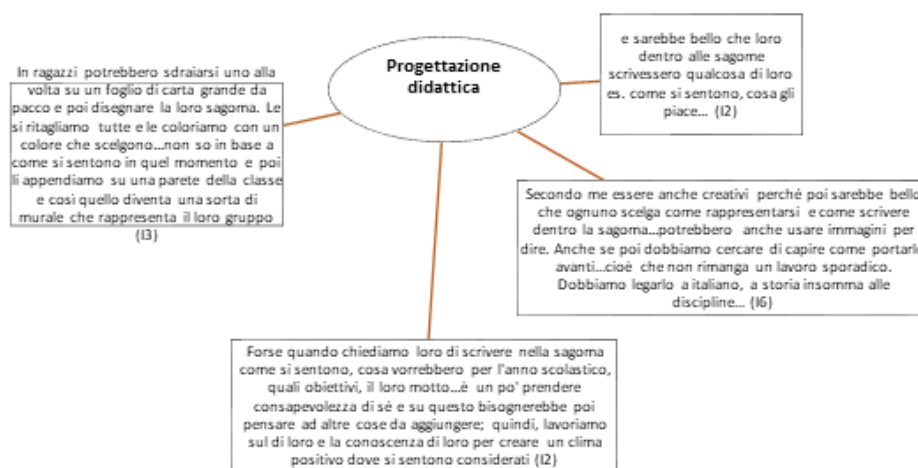 Progettazione
didattica
In ragazzi potrebbero sdraiarsi uno alla
volta su un foglio di carta grande da
pacco e poi disegnare la loro sagoma. Le
si ritagliamo tutte e le coloriamo con un
colore che scelgono...non so in base a
come si sentono in quel momento e poi
li appendiamo su una parete della classe
e così quello diventa una sorta di
murale che rappresenta il loro gruppo
(I3)
e sarebbe bello che loro
dentro alle sagome
scrivessero qualcosa di loro
es. come si sentono, cosa gli
piace... (I2)
Secondo me essere anche creativi perché poi sarebbe bello
che ognuno scelga come rappresentarsi e come scrivere
dentro la sagoma...potrebbero anche usare immagini per
dire. Anche se poi dobbiamo cercare di capire come portarlo
avanti...cioè che non rimanga un lavoro sporadico.
Dobbiamo legarlo a italiano, a storia insomma alle
discipline... (I6)
Forse quando chiediamo loro di scrivere nella sagoma
come si sentono, cosa vorrebbero per l'anno scolastico,
quali obiettivi, il loro motto...è un po' prendere
consapevolezza di sé e su questo bisognerebbe poi
pensare ad altre cose da aggiungere; quindi, lavoriamo
sul di loro e la conoscenza di loro per creare un clima
positivo dove si sentono considerati (I2)